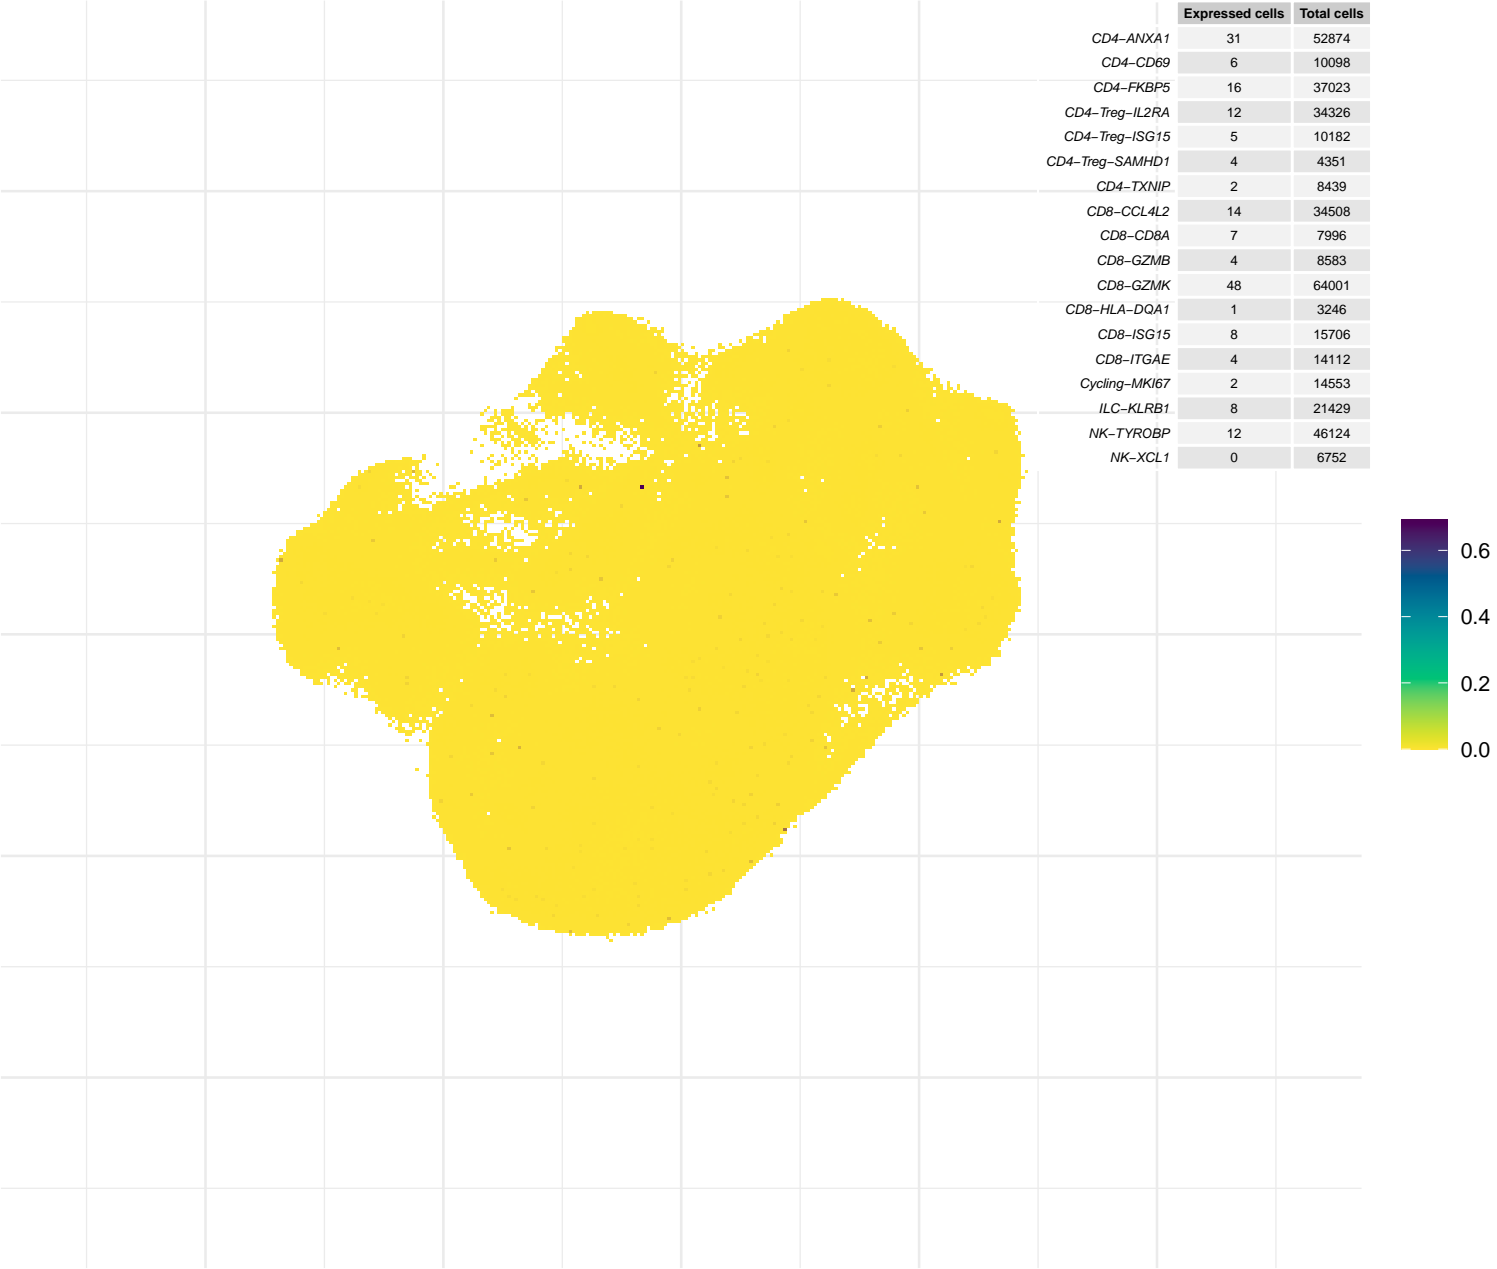 Expressed cells Total cells
CD4−ANXA1 31 52874
CD4−CD69 6 10098
CD4−FKBP5 16 37023
CD4−Treg−IL2RA 12 34326
CD4−Treg−ISG15 5 10182
CD4−Treg−SAMHD1 4 4351
CD4−TXNIP 2 8439
CD8−CCL4L2 14 34508
CD8−CD8A 7 7996
CD8−GZMB 4 8583
CD8−GZMK 48 64001
CD8−HLA−DQA1 1 3246
CD8−ISG15 8 15706
CD8−ITGAE 4 14112
Cycling−MKI67 2 14553
ILC−KLRB1 8 21429
NK−TYROBP 12 46124
NK−XCL1 0 6752
0.6
0.4
0.2
0.0